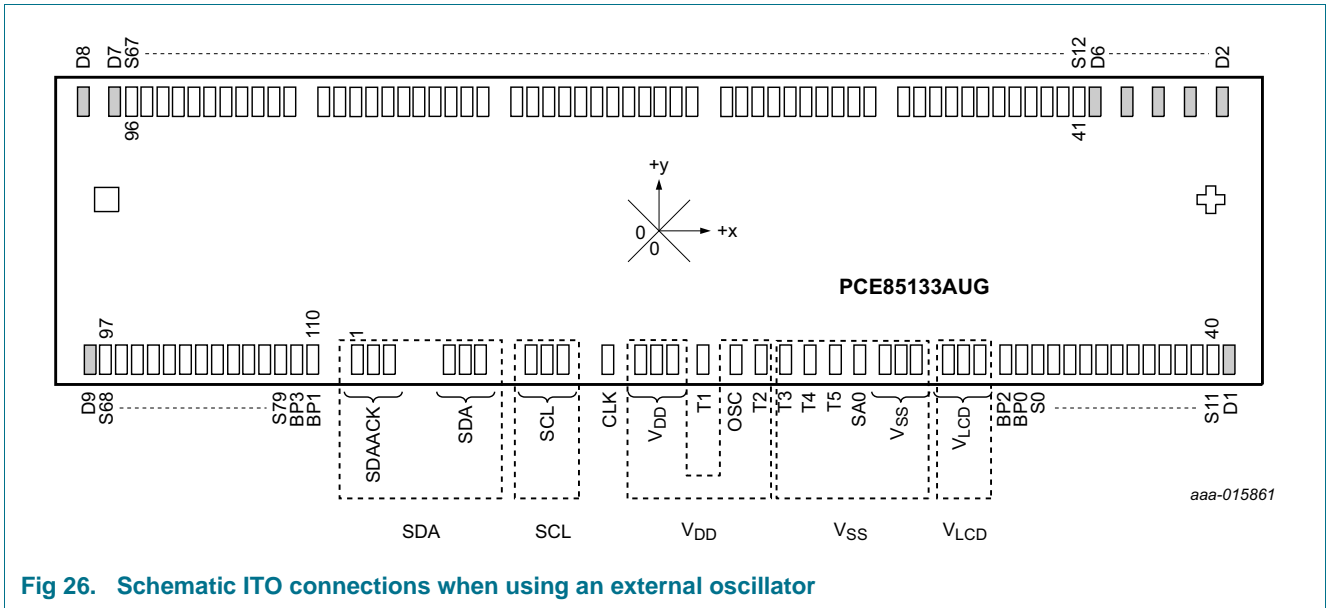 D8 D7 S67 S12 D6 D2
96 41
+y
0 +x
0
PCE85133AUG
97 110 1 40
D9 S68 S79 BP3 BP1 SDAACK SDA SCL CLK VDD T1 OSC T2 T3 T4 T5 SA0 VSS VLCD BP2 BP0 S0 S11 D1
aaa-015861
SDA SCL VDD VSS VLCD
Fig 26. Schematic ITO connections when using an external oscillator